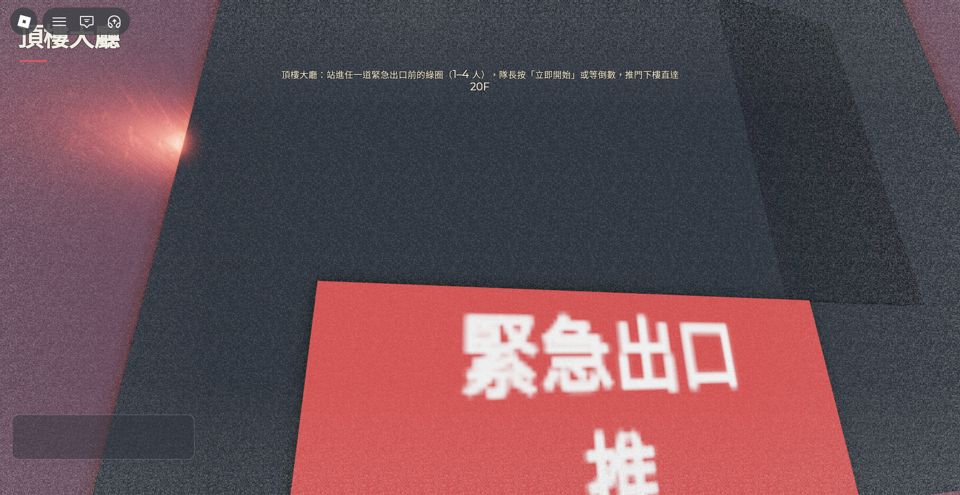 頂樓大廳
頂樓大廳：站進任一道緊急出口前的綠圈（1–4 人），隊長按「立即開始」或等倒數，推門下樓直達
20F
緊急出口
推